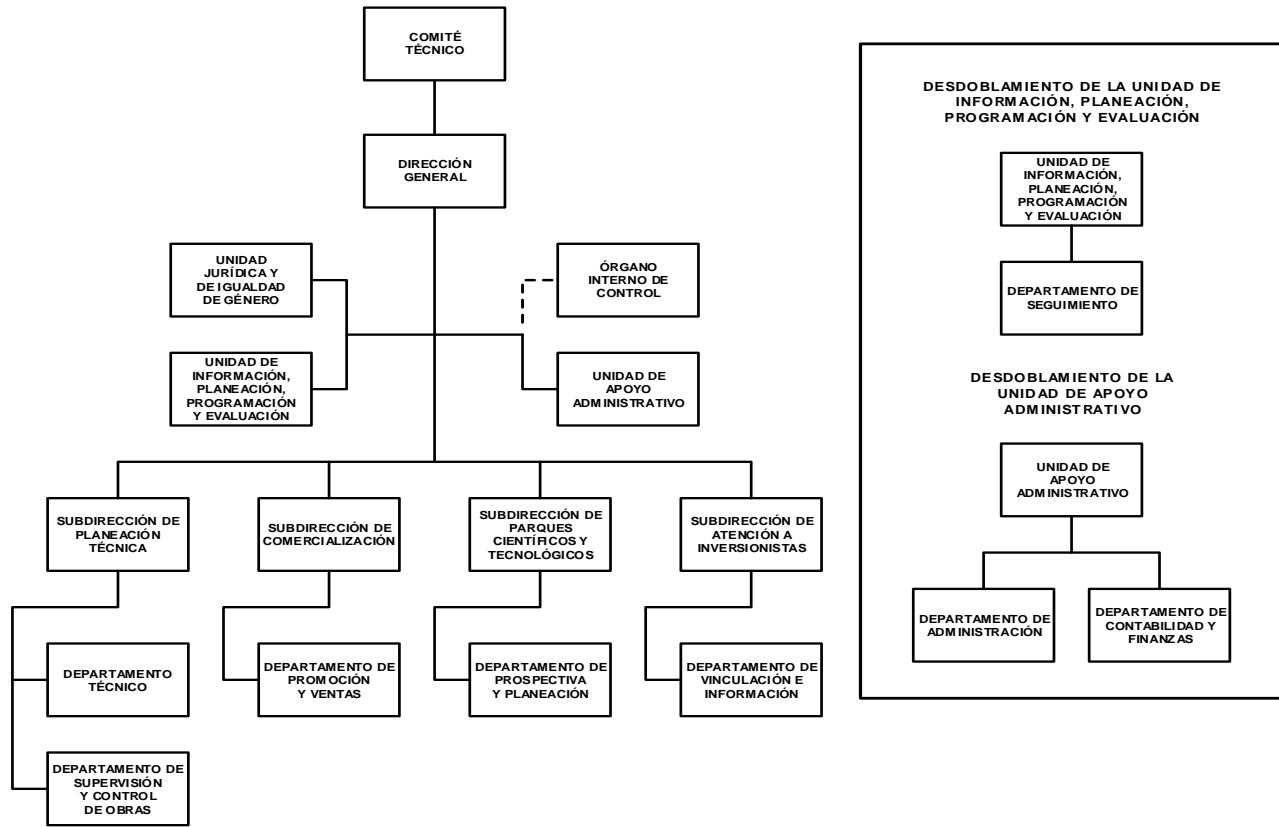 COMITÉ
TÉCNICO
DIRECCIÓN
GENERAL
UNIDAD
JURÍDICA Y
DE IGUALDAD
DE GÉNERO
ÓRGANO
INTERNO DE
CONTROL
UNIDAD DE
INFORMACIÓN,
PLANEACIÓN,
PROGRAMACIÓN
Y EVALUACIÓN
UNIDAD DE
APOYO
ADMINISTRATIVO
SUBDIRECCIÓN DE
PLANEACIÓN
TÉCNICA
SUBDIRECCIÓN DE
COMERCIALIZACIÓN
SUBDIRECCIÓN DE
PARQUES
CIENTÍFICOS Y
TECNOLÓGICOS
SUBDIRECCIÓN DE
ATENCIÓN A
INVERSIONISTAS
DEPARTAMENTO
TÉCNICO
DEPARTAMENTO DE
PROMOCIÓN
Y VENTAS
DEPARTAMENTO DE
PROSPECTIVA
Y PLANEACIÓN
DEPARTAMENTO DE
VINCULACIÓN E
INFORMACIÓN
DEPARTAMENTO DE
SUPERVISIÓN
Y CONTROL
DE OBRAS
DESDOBLAMIENTO DE LA UNIDAD DE
INFORMACIÓN, PLANEACIÓN,
PROGRAMACIÓN Y EVALUACIÓN
UNIDAD DE
INFORMACIÓN,
PLANEACIÓN,
PROGRAMACIÓN
Y EVALUACIÓN
DEPARTAMENTO DE
SEGUIMIENTO
DESDOBLAMIENTO DE LA
UNIDAD DE APOYO
ADMINISTRATIVO
UNIDAD DE
APOYO
ADMINISTRATIVO
DEPARTAMENTO DE
ADMINISTRACIÓN
DEPARTAMENTO DE
CONTABILIDAD Y
FINANZAS